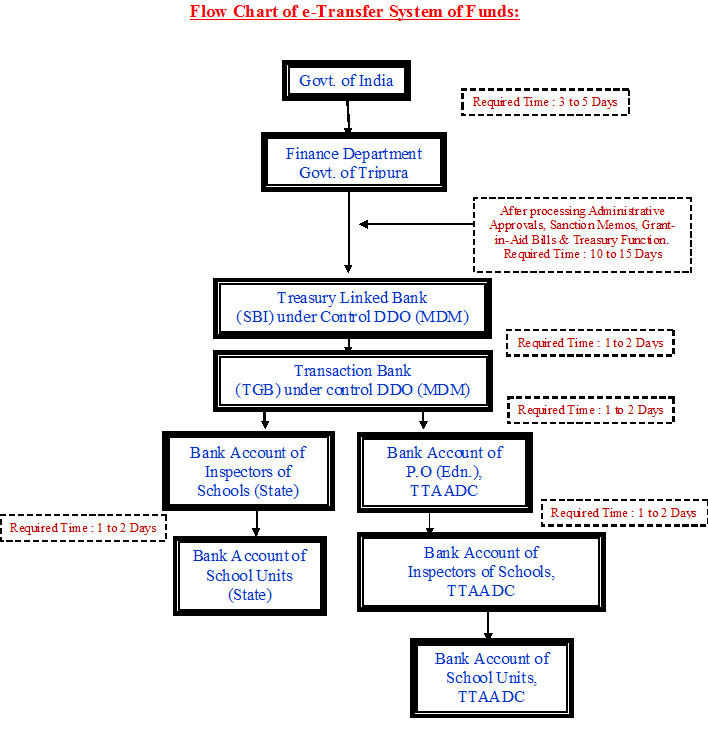 Flow Chart of e-Transfer System of Funds:
Govt. of India
Required Time : 3 to 5 Days
Finance Department
Govt. of Tripura
After processing Administrative
Approvals, Sanction Memos, Grant-
in-Aid Bills & Treasury Function.
Required Time : 10 to 15 Days
Treasury Linked Bank
(SBI) under Control DDO (MDM)
Required Time : 1 to 2 Days
Transaction Bank
(TGB) under control DDO (MDM)
Required Time : 1 to 2 Days
Bank Account of
Inspectors of
Schools (State)
Bank Account of
P.O (Edn.),
TTAADC
Required Time : 1 to 2 Days
Required Time : 1 to 2 Days
Bank Account of
School Units
(State)
Bank Account of
Inspectors of Schools,
TTAADC
Bank Account of
School Units,
TTAADC